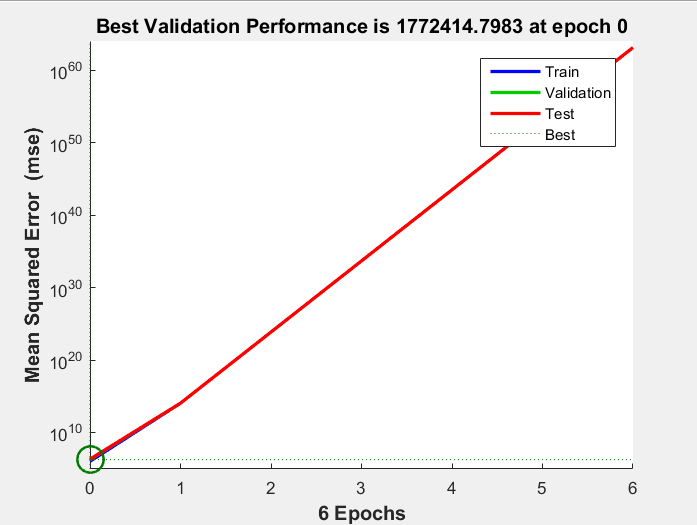 Best Validation Performance is 1772414.7983 at epoch 0
Mean Squared Error (mse)
10^60
10^50
10^40
10^30
10^20
10^10
Train
Validation
Test
Best
0 1 2 3 4 5 6
6 Epochs